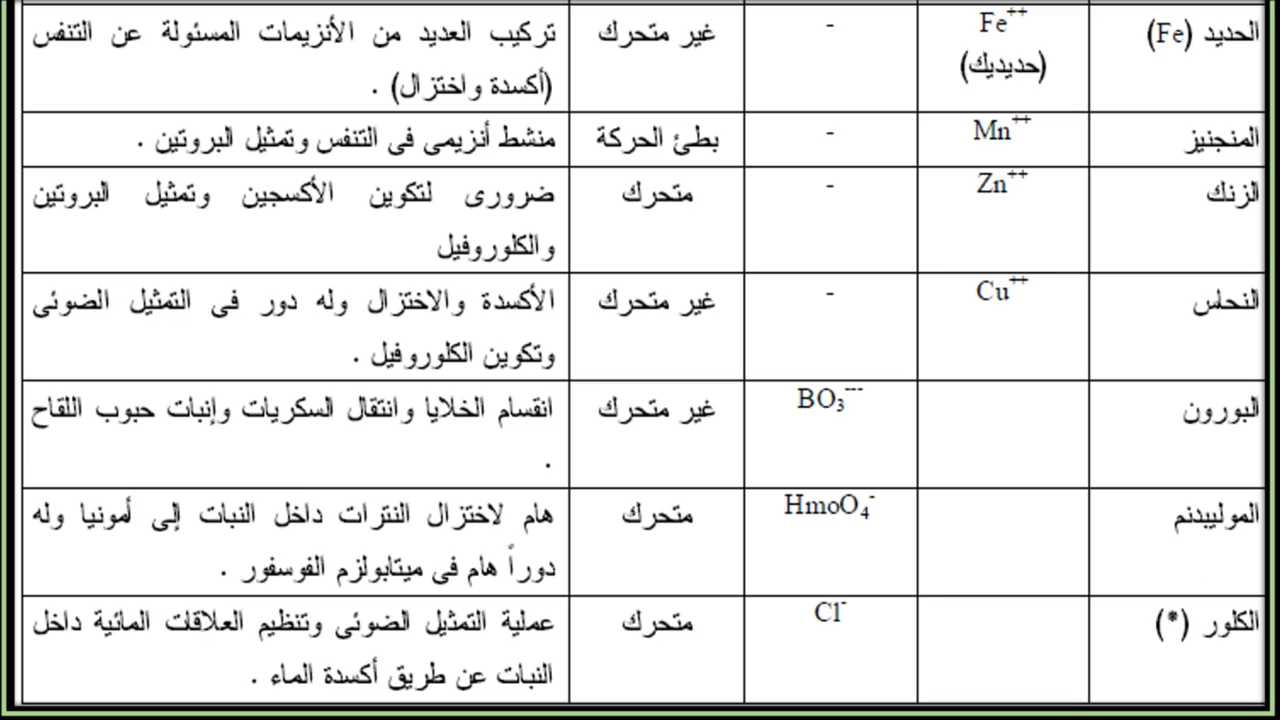 الحديد (Fe) Fe++ - غير متحرك تركيب العديد من الأنزيمات المسئولة عن التنفس
(حديديك) (أكسدة واختزال) .
المنجنيز Mn++ - بطئ الحركة منشط أنزيمى فى التنفس وتمثيل البروتين .
الزنك Zn++ - متحرك ضرورى لتكوين الأكسجين وتمثيل البروتين
والكلوروفيل
النحاس Cu++ - غير متحرك الأكسدة والاختزال وله دور فى التمثيل الضوئى
وتكوين الكلوروفيل .
البورون BO3--- غير متحرك انقسام الخلايا وانتقال السكريات وإنبات حبوب اللقاح
.
الموليبدنم HmoO4- متحرك هام لاختزال النترات داخل النبات إلى أمونيا وله
دوراً هام فى ميتابولزم الفوسفور .
الكلور (*) Cl- متحرك عملية التمثيل الضوئى وتنظيم العلاقات المائية داخل
النبات عن طريق أكسدة الماء .